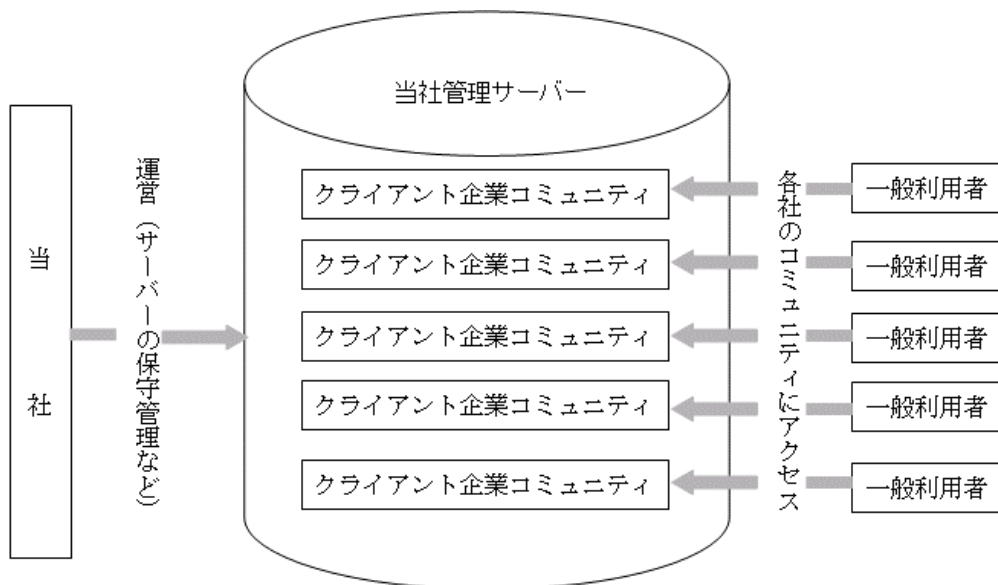 当社管理サーバー
当社
運営(サーバーの保守管理など)
クライアント企業コミュニティ
クライアント企業コミュニティ
クライアント企業コミュニティ
クライアント企業コミュニティ
クライアント企業コミュニティ
各社のコミュニティにアクセス
一般利用者
一般利用者
一般利用者
一般利用者
一般利用者